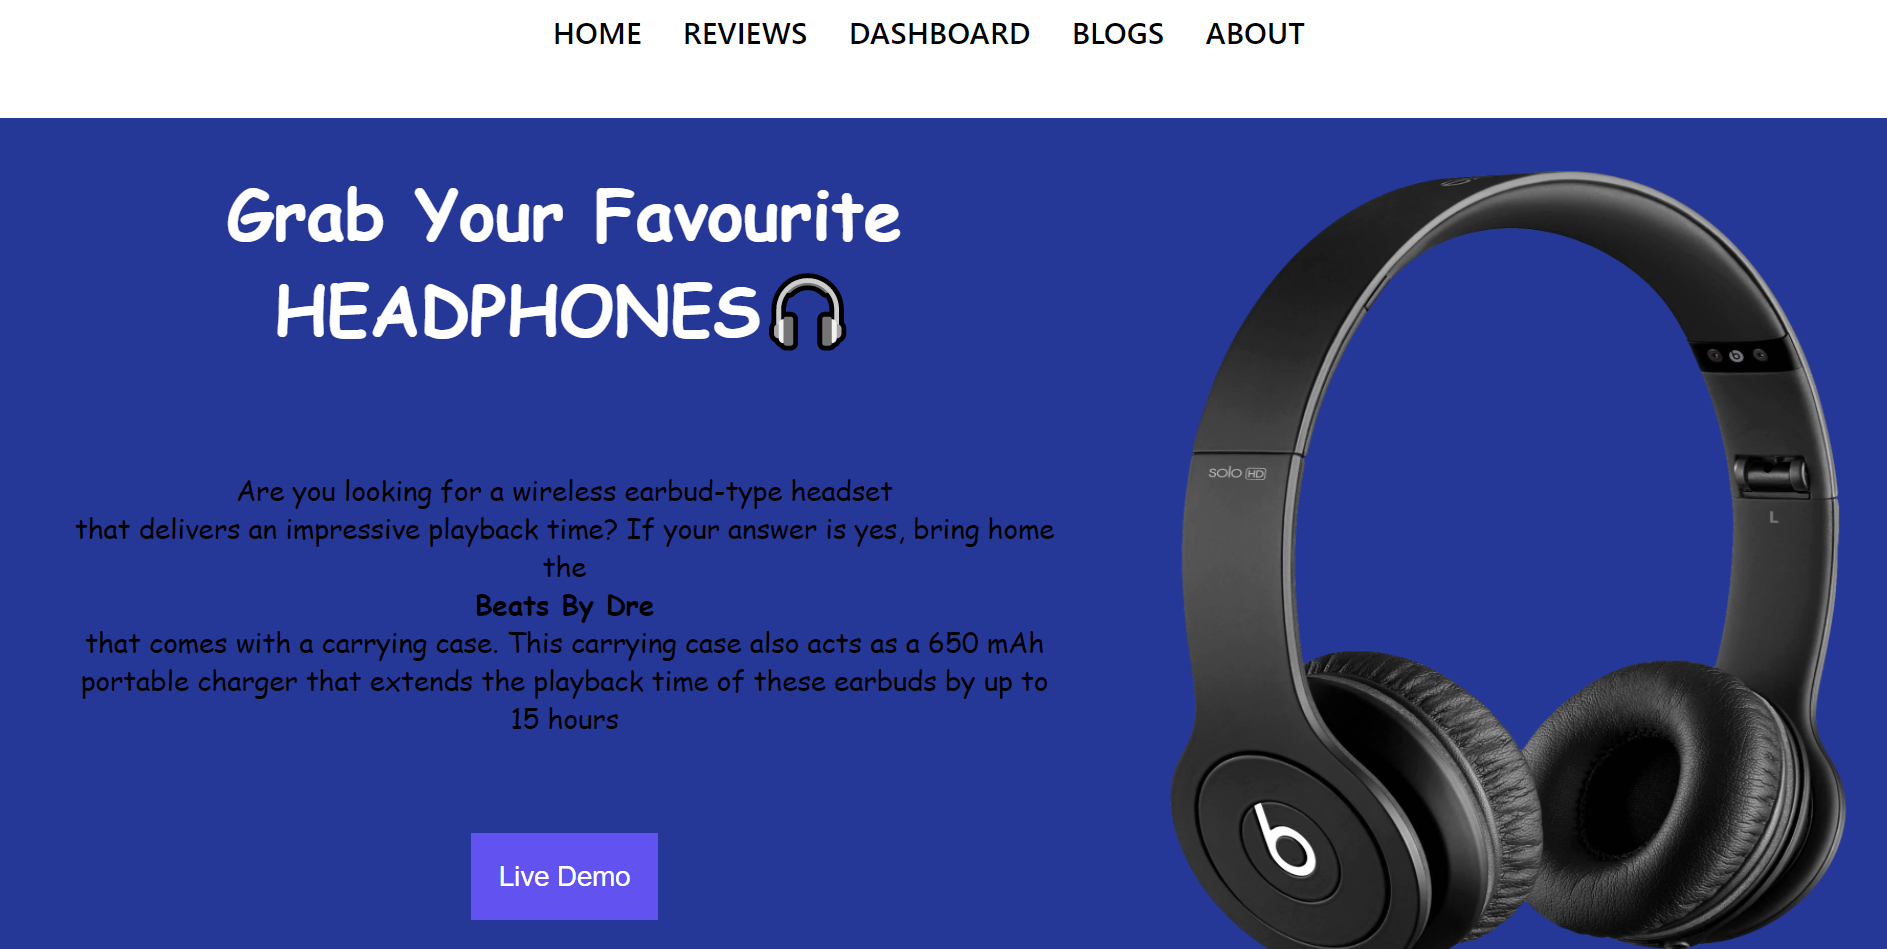 HOME REVIEWS DASHBOARD BLOGS ABOUT
Grab Your Favourite
HEADPHONES🎧
Are you looking for a wireless earbud-type headset
that delivers an impressive playback time? If your answer is yes, bring home
the
Beats By Dre
that comes with a carrying case. This carrying case also acts as a 650 mAh
portable charger that extends the playback time of these earbuds by up to
15 hours
Live Demo
solo HD
L
b